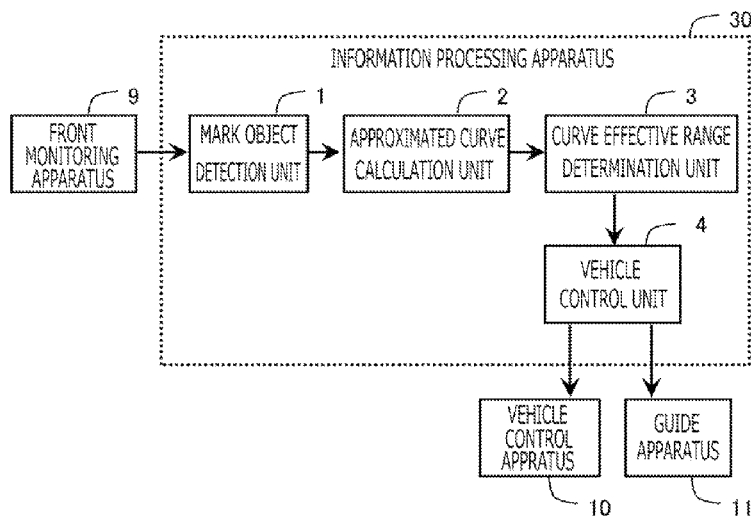 30
INFORMATION PROCESSING APPARATUS
9
1
2
3
FRONT
MONITORING
APPARATUS
MARK OBJECT
DETECTION UNIT
APPROXIMATED CURVE
CALCULATION UNIT
CURVE EFFECTIVE RANGE
DETERMINATION UNIT
4
VEHICLE
CONTROL UNIT
VEHICLE
CONTROL
APPRATUS
GUIDE
APPARATUS
10
11